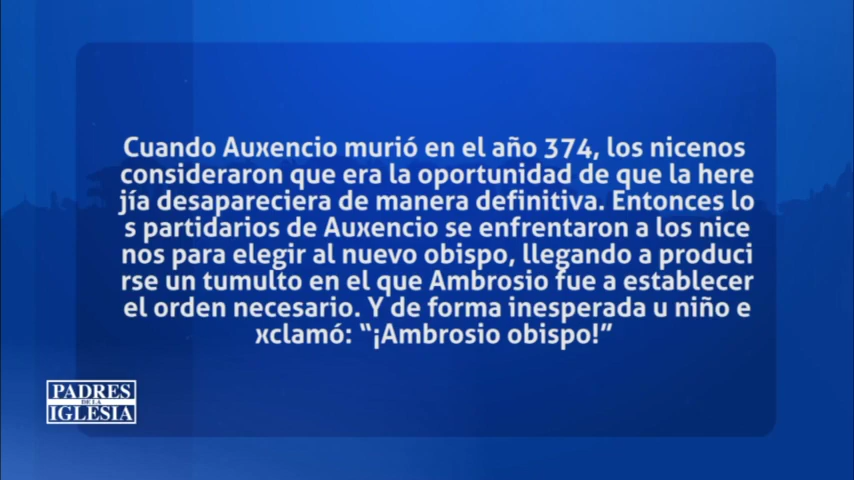 Cuando Auxencio murió en el año 374, los nicenos
consideraron que era la oportunidad de que la here
jía desapareciera de manera definitiva. Entonces lo
s partidarios de Auxencio se enfrentaron a los nice
nos para elegir al nuevo obispo, llegando a produci
rse un tumulto en el que Ambrosio fue a establecer
el orden necesario. Y de forma inesperada u niño e
xclamó: “¡Ambrosio obispo!”
PADRES
DE LA
IGLESIA